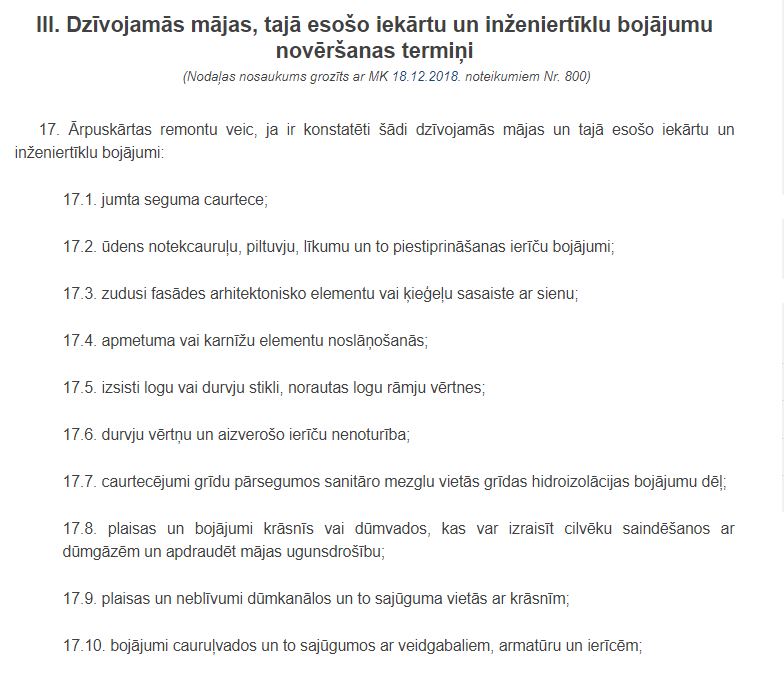 III. Dzīvojamās mājas, tajā esošo iekārtu un inženiertīklu bojājumu
novēršanas termiņi
(Nodaļas nosaukums grozīts ar MK 18.12.2018. noteikumiem Nr. 800)
17. Ārpuskārtas remontu veic, ja ir konstatēti šādi dzīvojamās mājas un tajā esošo iekārtu un
inženiertīklu bojājumi:
17.1. jumta seguma caurtece;
17.2. ūdens notekcauruļu, piltuvju, līkumu un to piestiprināšanas ierīču bojājumi;
17.3. zudusi fasādes arhitektonisko elementu vai ķieģeļu sasaiste ar sienu;
17.4. apmetuma vai karnīžu elementu noslāņošanās;
17.5. izsisti logu vai durvju stikli, norautas logu rāmju vērtnes;
17.6. durvju vērtņu un aizverošo ierīču nenoturība;
17.7. caurtecējumi grīdu pārsegumos sanitāro mezglu vietās grīdas hidroizolācijas bojājumu dēļ;
17.8. plaisas un bojājumi krāsnīs vai dūmvados, kas var izraisīt cilvēku saindēšanos ar
dūmgāzēm un apdraudēt mājas ugunsdrošību;
17.9. plaisas un neblīvumi dūmkanālos un to sajūguma vietās ar krāsnīm;
17.10. bojājumi cauruļvados un to sajūgumos ar veidgabaliem, armatūru un ierīcēm;